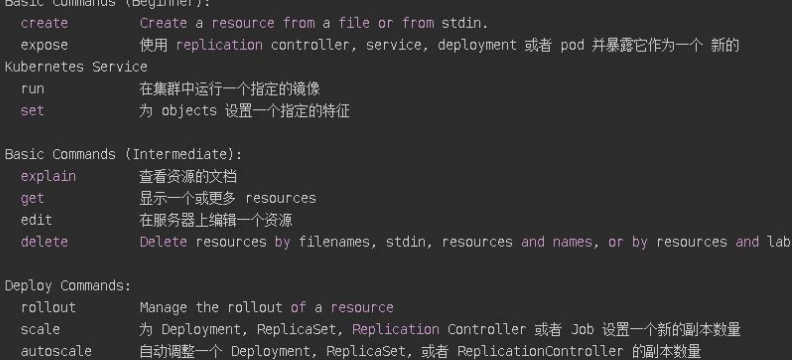 Basic Commands (Beginner):
create Create a resource from a file or from stdin.
expose 使用 replication controller, service, deployment 或者 pod 并暴露它作为一个 新的
Kubernetes Service
run 在集群中运行一个指定的镜像
set 为 objects 设置一个指定的特征
Basic Commands (Intermediate):
explain 查看资源的文档
get 显示一个或更多 resources
edit 在服务器上编辑一个资源
delete Delete resources by filenames, stdin, resources and names, or by resources and lab
Deploy Commands:
rollout Manage the rollout of a resource
scale 为 Deployment, ReplicaSet, Replication Controller 或者 Job 设置一个新的副本数量
autoscale 自动调整一个 Deployment, ReplicaSet, 或者 ReplicationController 的副本数量